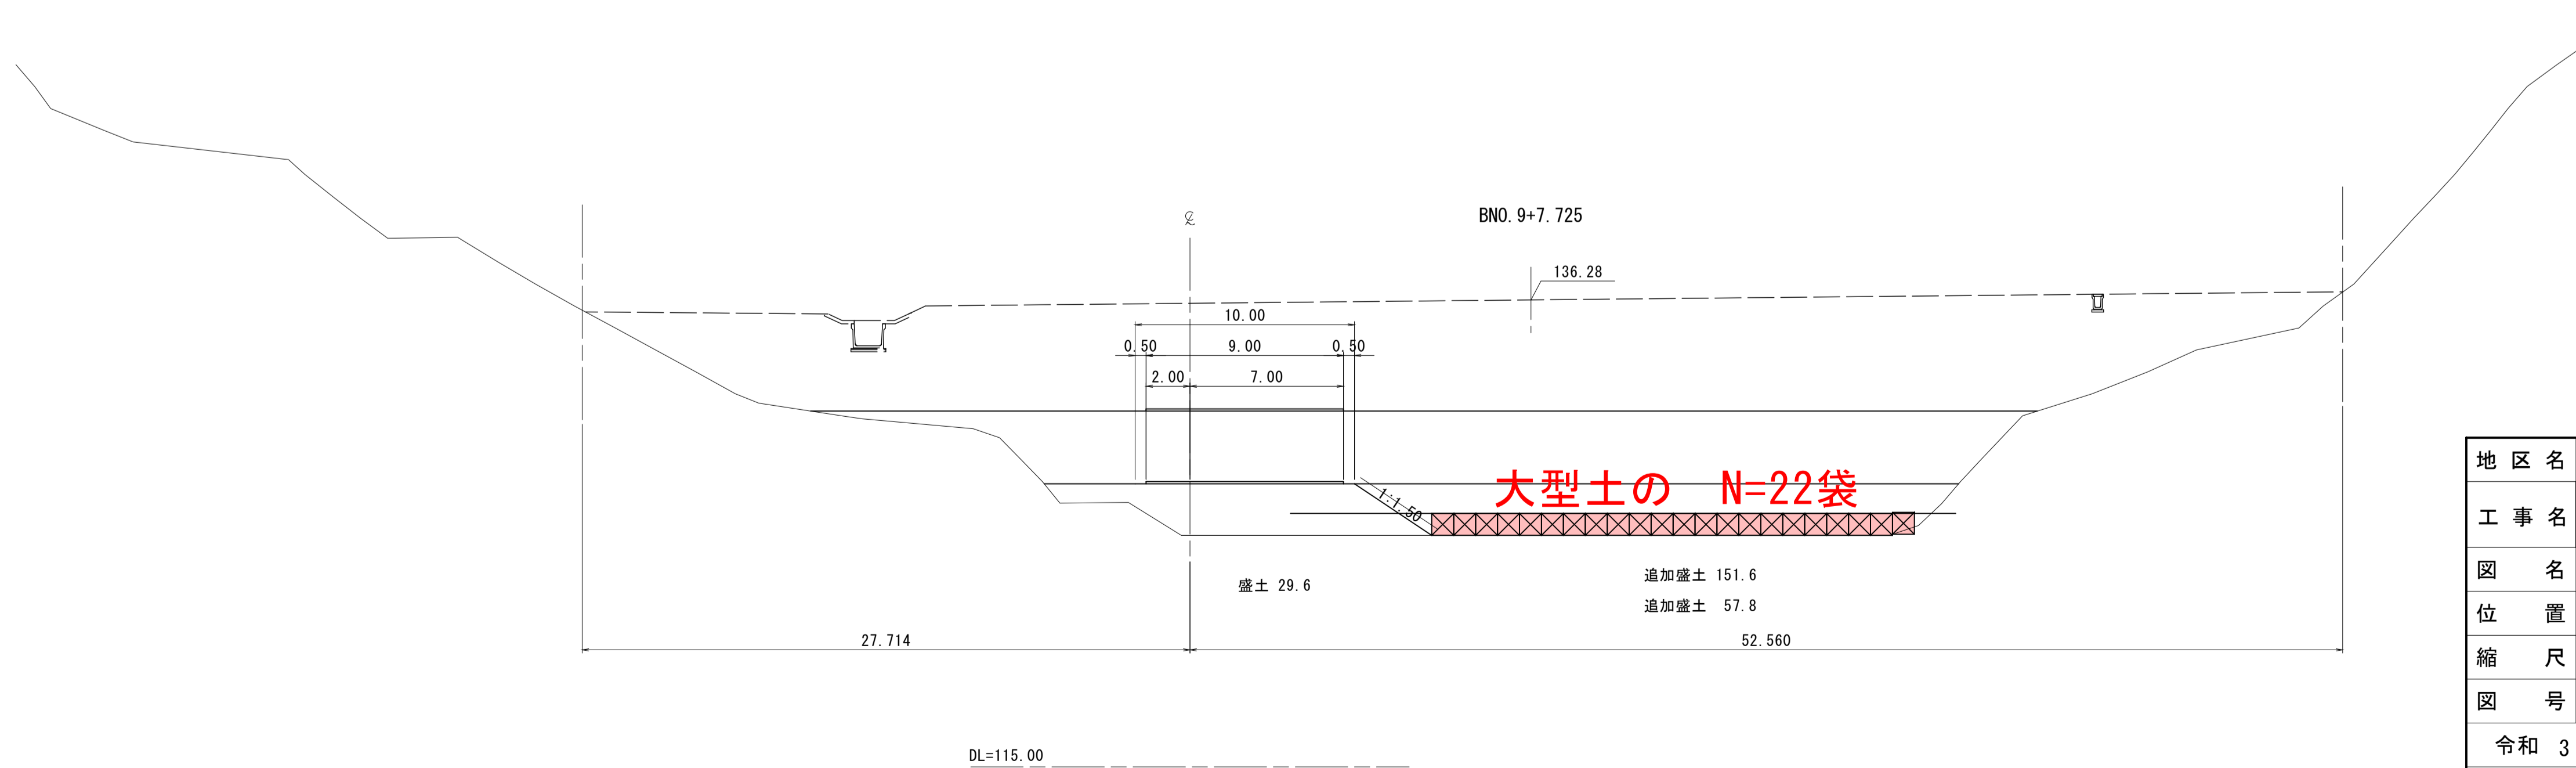 ℄
BNO.9+7.725
136.28
10.00
0.50
9.00
0.50
2.00
7.00
大型土の　N=22袋
1:1.50
盛土 29.6
追加盛土 151.6
追加盛土 57.8
27.714
52.560
DL=115.00
地区名
工事名
図名
位置
縮尺
図号
令和 3